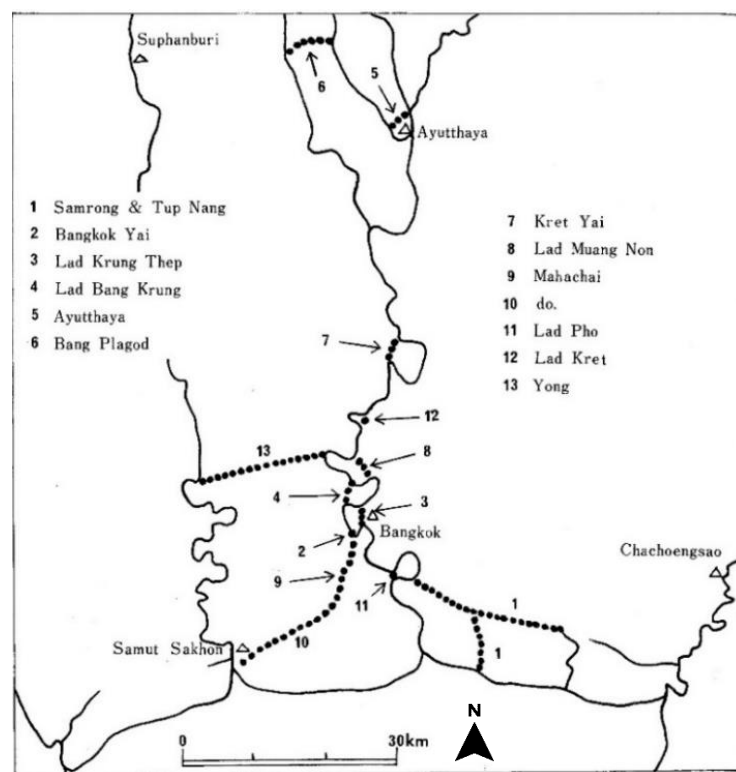 Suphanburi
5
6
Ayutthaya
1 Samrong & Tup Nang
2 Bangkok Yai
3 Lad Krung Thep
4 Lad Bang Krung
5 Ayutthaya
6 Bang Plagod
7 Kret Yai
8 Lad Muang Non
9 Mahachai
10 do.
11 Lad Pho
12 Lad Kret
13 Yong
7
12
13
8
4
3
Bangkok
2
Chachoengsao
9
11
1
10
1
Samut Sakhon
N
0
30km